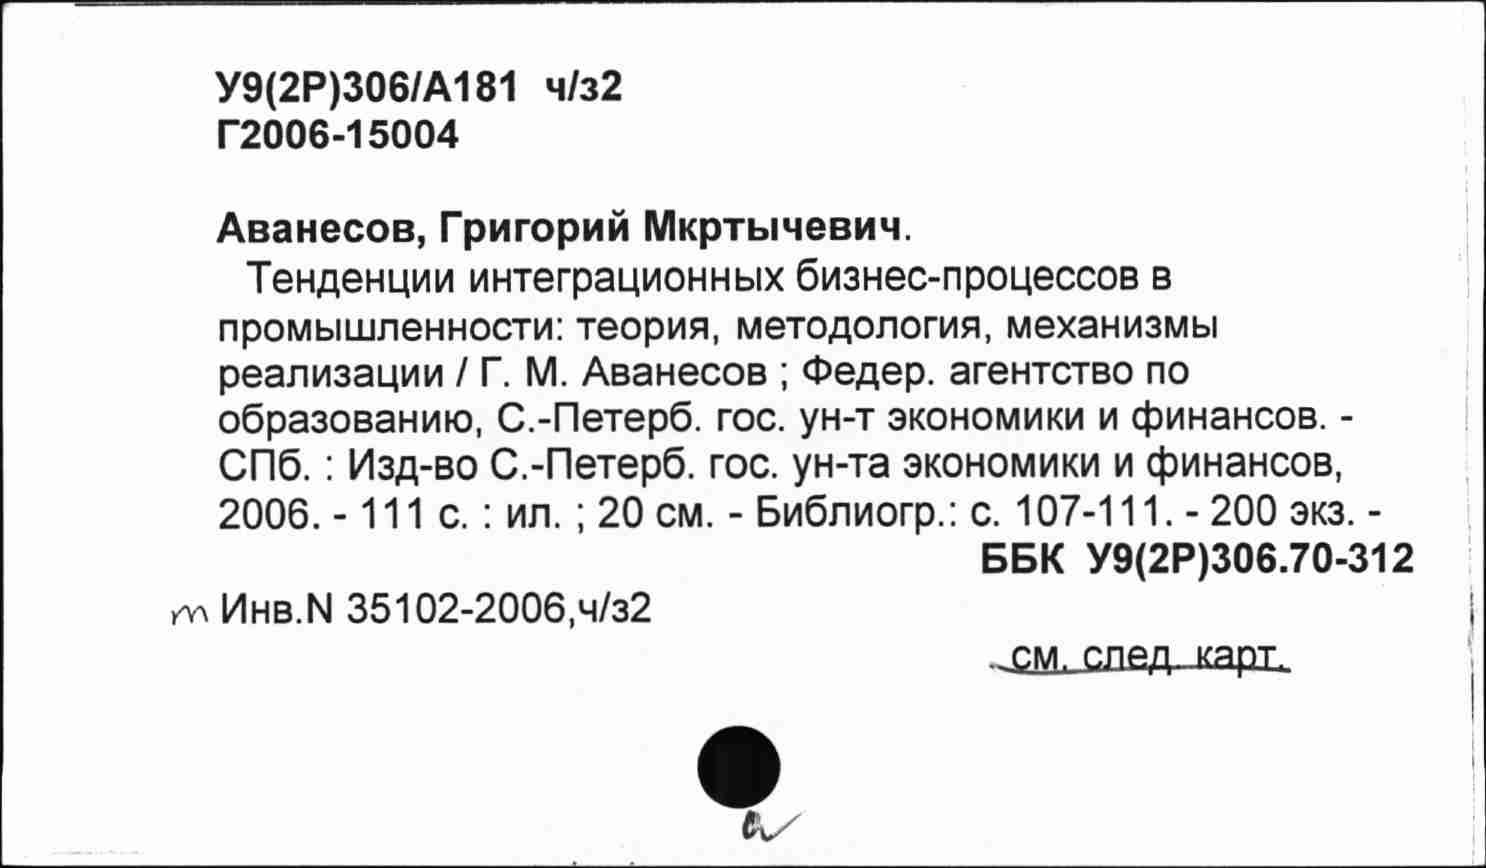 У9(2Р)306/А181 ч/з2
Г2006-15004
Аванесов, Григорий Мкртычевич.
Тенденции интеграционных бизнес-процессов в
промышленности: теория, методология, механизмы
реализации / Г. М. Аванесов ; Федер. агентство по
образованию, С.-Петерб. гос. ун-т экономики и финансов. -
СПб. : Изд-во С.-Петерб. гос. ун-та экономики и финансов,
2006. - 111 с. : ил. ; 20 см. - Библиогр.: с. 107-111. - 200 экз. -
ББК У9(2Р)306.70-312
т Инв.N 35102-2006,ч/з2
см. след. карт.
а